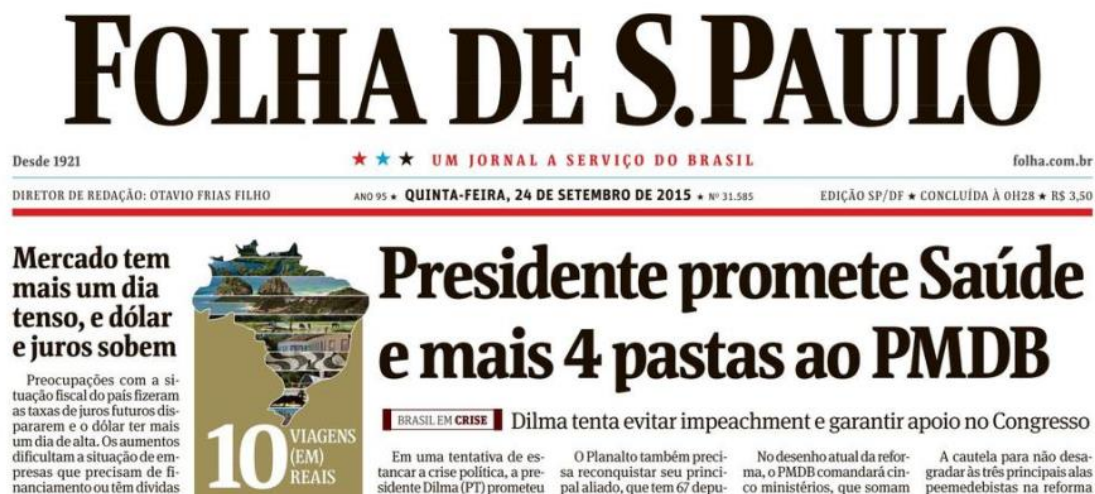 FOLHA DE S.PAULO
Desde 1921
★ ★ ★ UM JORNAL A SERVIÇO DO BRASIL
folha.com.br
DIRETOR DE REDAÇÃO: OTAVIO FRIAS FILHO
ANO 95 ★ QUINTA-FEIRA, 24 DE SETEMBRO DE 2015 ★ Nº 31.585
EDIÇÃO SP/DF ★ CONCLUÍDA À 0H28 ★ R$ 3,50
Mercado tem
mais um dia
tenso, e dólar
e juros sobem
Preocupações com a si-
tuação fiscal do país fizeram
as taxas de juros futuros dis-
pararem e o dólar ter mais
um dia de alta. Os aumentos
dificultam a situação de em-
presas que precisam de fi-
nanciamento ou têm dívidas
10 VIAGENS
(EM)
REAIS
Presidente promete Saúde
e mais 4 pastas ao PMDB
BRASIL EM CRISE Dilma tenta evitar impeachment e garantir apoio no Congresso
Em uma tentativa de es-
tancar a crise política, a pre-
sidente Dilma (PT) prometeu
O Planalto também preci-
sa reconquistar seu princi-
pal aliado, que tem 67 depu-
No desenho atual da refor-
ma, o PMDB comandará cin-
co ministérios, que somam
A cautela para não desa-
gradar às três principais alas
peemedebistas na reforma